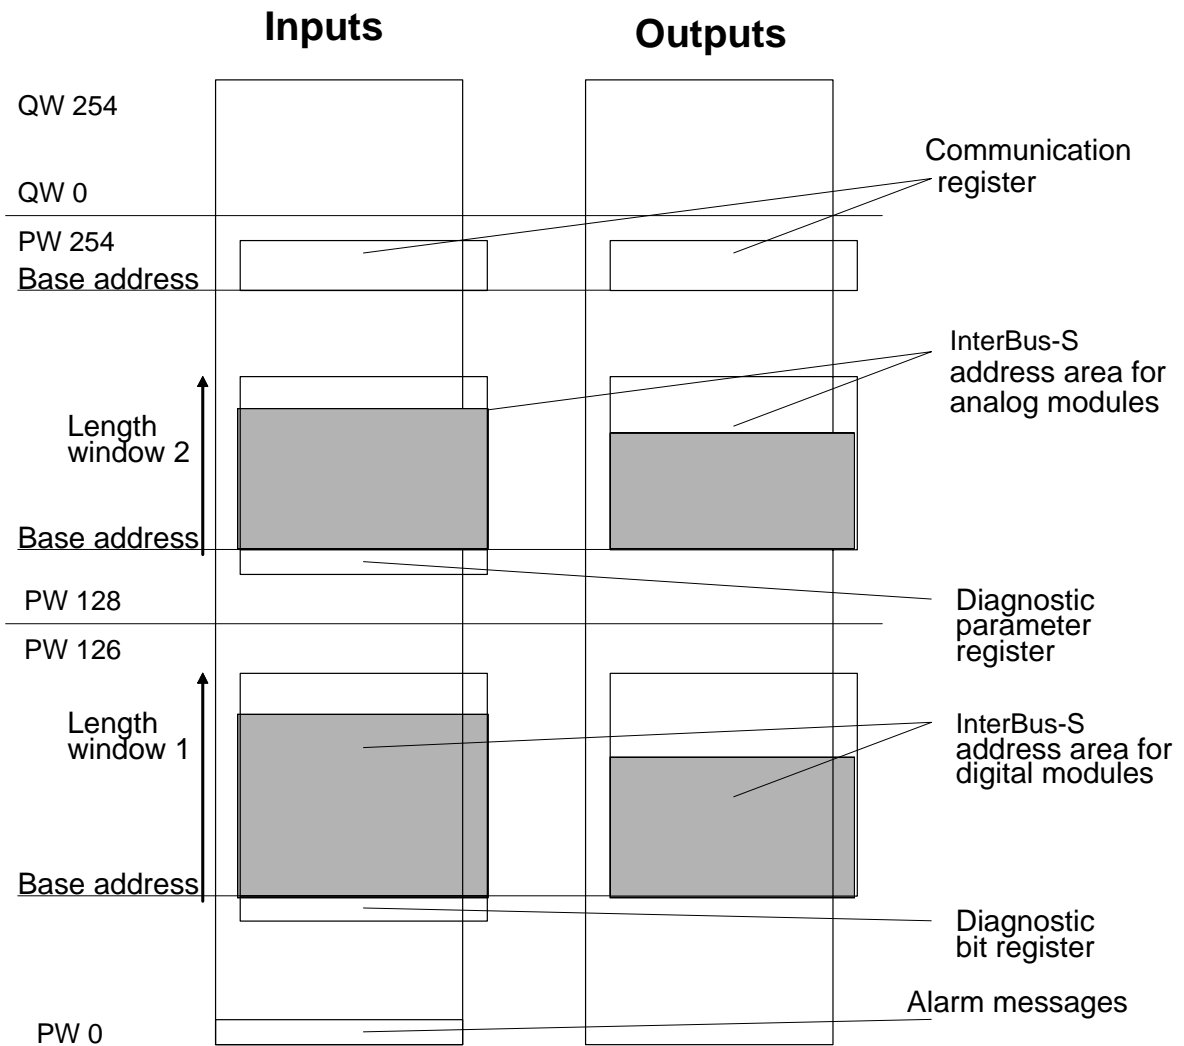 Inputs
Outputs
QW 254
QW 0
PW 254
Base address
Communication
register
Length
window 2
InterBus-S
address area for
analog modules
Base address
PW 128
PW 126
Diagnostic
parameter
register
Length
window 1
InterBus-S
address area for
digital modules
Base address
Diagnostic
bit register
Alarm messages
PW 0